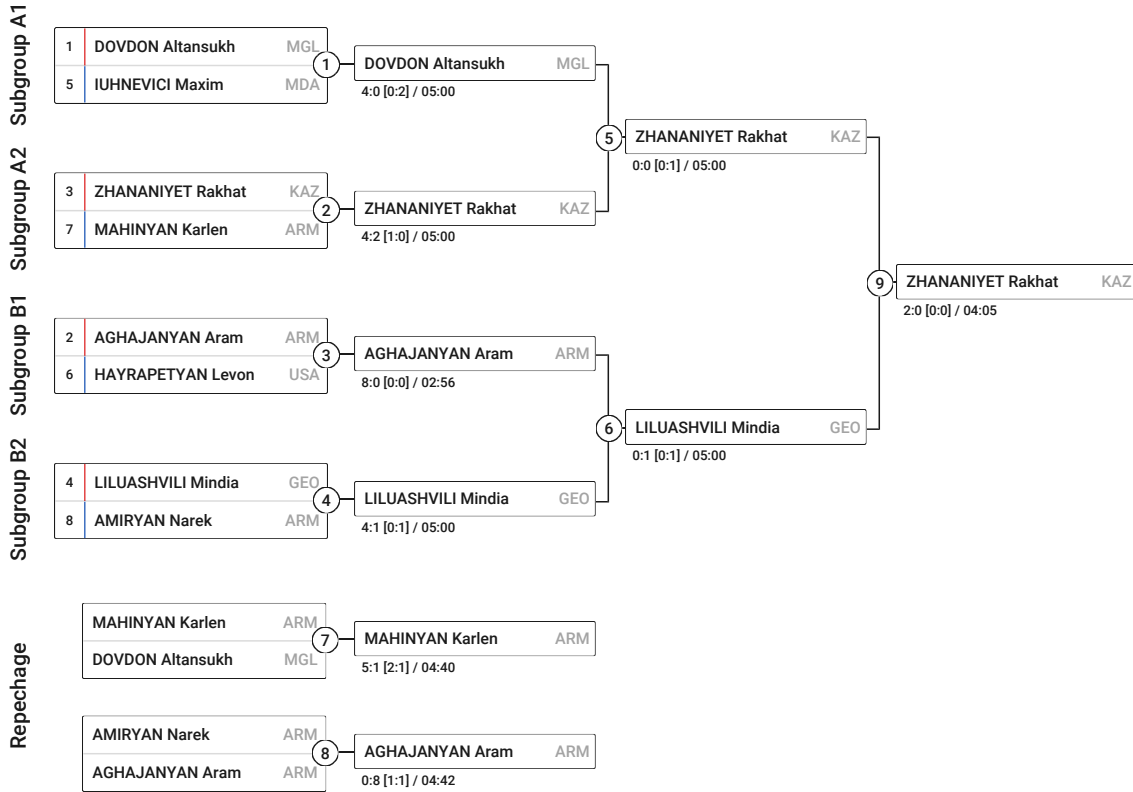 Subgroup A1
1 DOVDON Altansukh MGL
5 IUHNEVICI Maxim MDA
1
DOVDON Altansukh MGL
4:0 [0:2] / 05:00
Subgroup A2
3 ZHANANIYET Rakhat KAZ
7 MAHINYAN Karlen ARM
2
ZHANANIYET Rakhat KAZ
4:2 [1:0] / 05:00
5
ZHANANIYET Rakhat KAZ
0:0 [0:1] / 05:00
Subgroup B1
2 AGHAJANYAN Aram ARM
6 HAYRAPETYAN Levon USA
3
AGHAJANYAN Aram ARM
8:0 [0:0] / 02:56
Subgroup B2
4 LILUASHVILI Mindia GEO
8 AMIRYAN Narek ARM
4
LILUASHVILI Mindia GEO
4:1 [0:1] / 05:00
6
LILUASHVILI Mindia GEO
0:1 [0:1] / 05:00
9
ZHANANIYET Rakhat KAZ
2:0 [0:0] / 04:05
Repechage
MAHINYAN Karlen ARM
DOVDON Altansukh MGL
7
MAHINYAN Karlen ARM
5:1 [2:1] / 04:40
AMIRYAN Narek ARM
AGHAJANYAN Aram ARM
8
AGHAJANYAN Aram ARM
0:8 [1:1] / 04:42